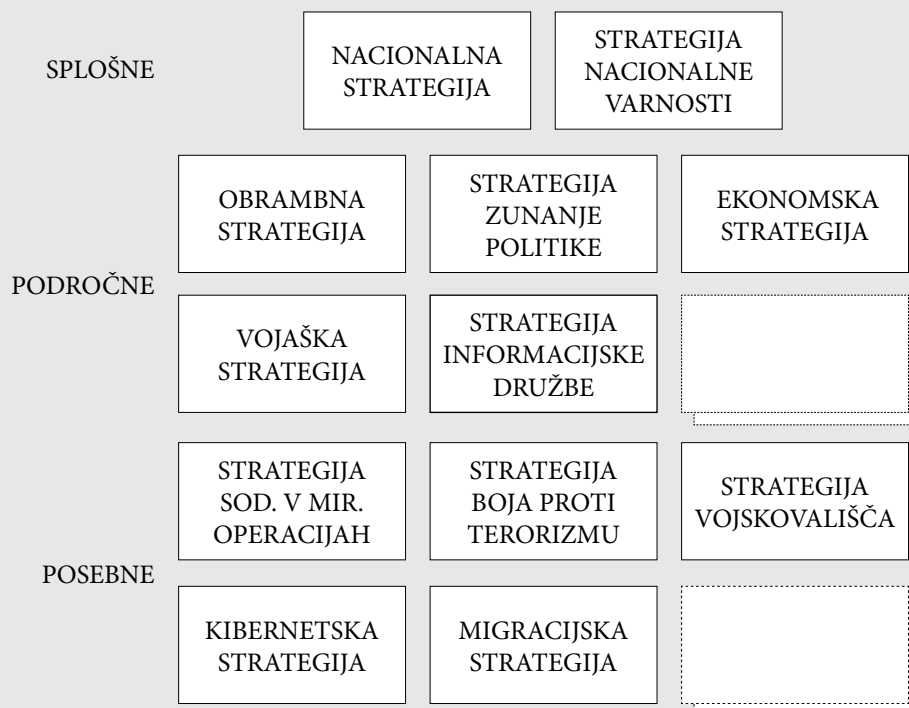 SPLOŠNE
NACIONALNA
STRATEGIJA
STRATEGIJA
NACIONALNE
VARNOSTI
PODROČNE
OBRAMBNA
STRATEGIJA
STRATEGIJA
ZUNANJE
POLITIKE
EKONOMSKA
STRATEGIJA
VOJAŠKA
STRATEGIJA
STRATEGIJA
INFORMACIJSKE
DRUŽBE
POSEBNE
STRATEGIJA
SOD. V MIR.
OPERACIJAH
STRATEGIJA
BOJA PROTI
TERORIZMU
STRATEGIJA
VOJSKOVALIŠČA
KIBERNETSKA
STRATEGIJA
MIGRACIJSKA
STRATEGIJA